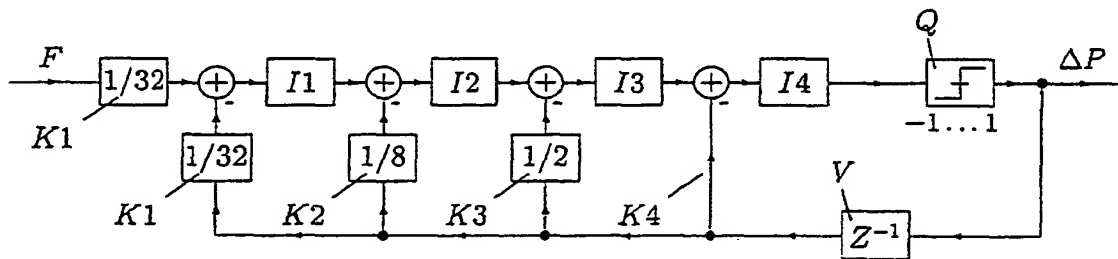 F
1/32
K1
+
-
I1
+
-
I2
+
-
I3
+
-
I4
Q
-1...1
ΔP
1/32
K1
1/8
K2
1/2
K3
K4
V
Z⁻¹